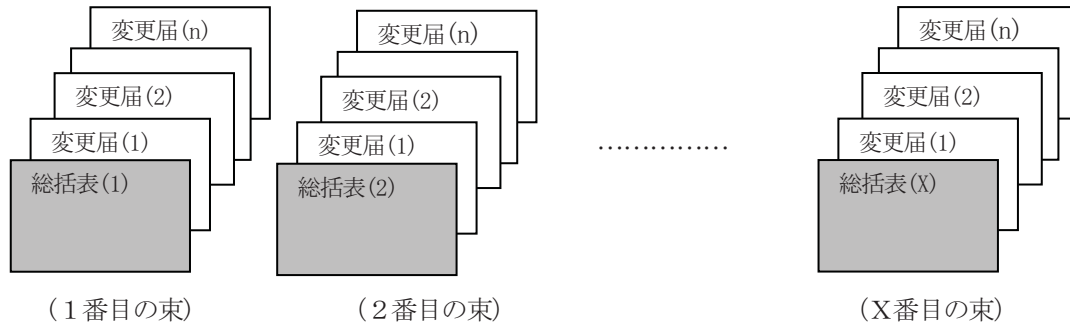 変更届(n)
変更届(2)
変更届(1)
総括表(1)
(1番目の束)
変更届(n)
変更届(2)
変更届(1)
総括表(2)
(2番目の束)
……………
変更届(n)
変更届(2)
変更届(1)
総括表(X)
(X番目の束)